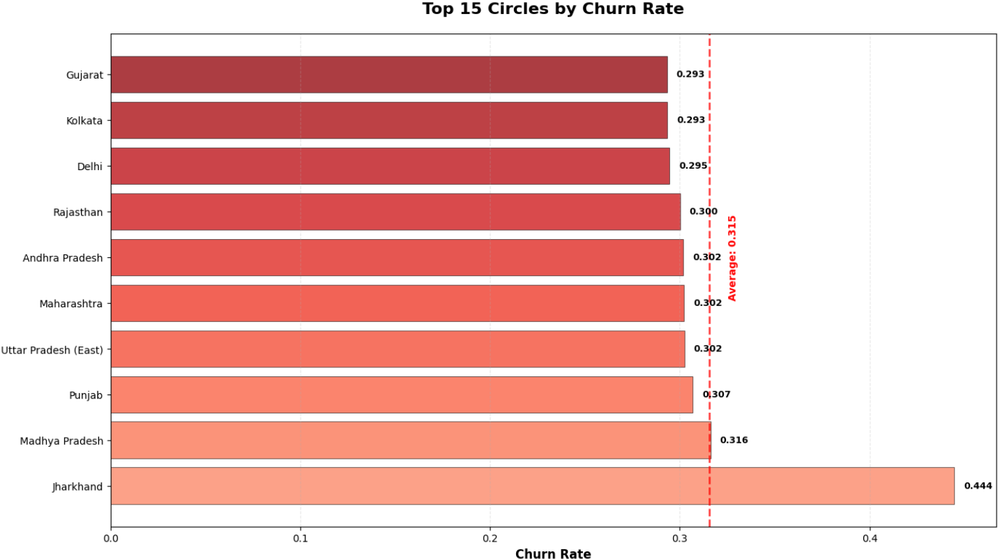 Top 15 Circles by Churn Rate
Gujarat 0.293
Kolkata 0.293
Delhi 0.295
Rajasthan 0.300
Andhra Pradesh 0.302
Maharashtra 0.302
Uttar Pradesh (East) 0.302
Punjab 0.307
Madhya Pradesh 0.316
Jharkhand 0.444
Average: 0.315
0.0 0.1 0.2 0.3 0.4
Churn Rate